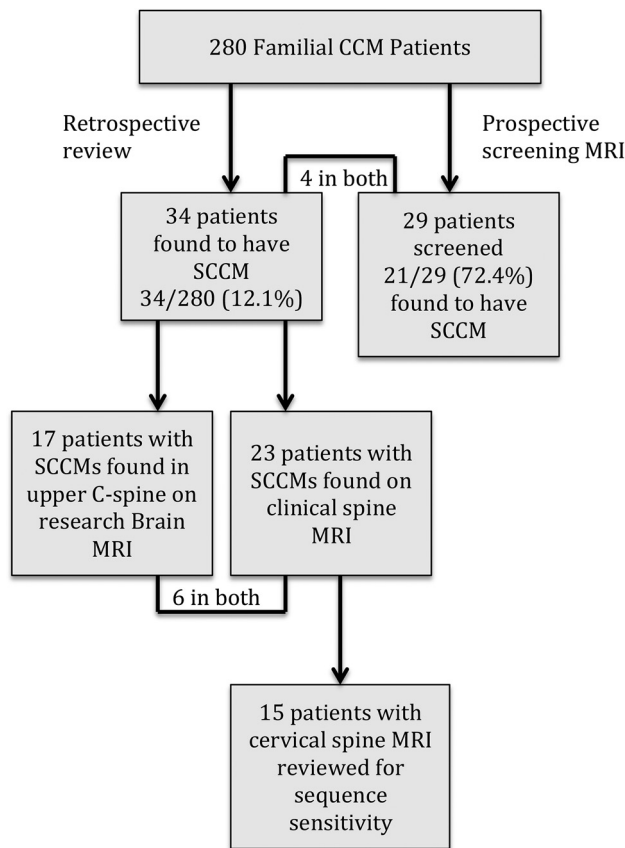 280 Familial CCM Patients
Retrospective
review
Prospective
screening MRI
4 in both
34 patients
found to have
SCCM
34/280 (12.1%)
29 patients
screened
21/29 (72.4%)
found to have
SCCM
17 patients with
SCCMs found in
upper C-spine on
research Brain
MRI
23 patients with
SCCMs found on
clinical spine
MRI
6 in both
15 patients with
cervical spine MRI
reviewed for
sequence
sensitivity